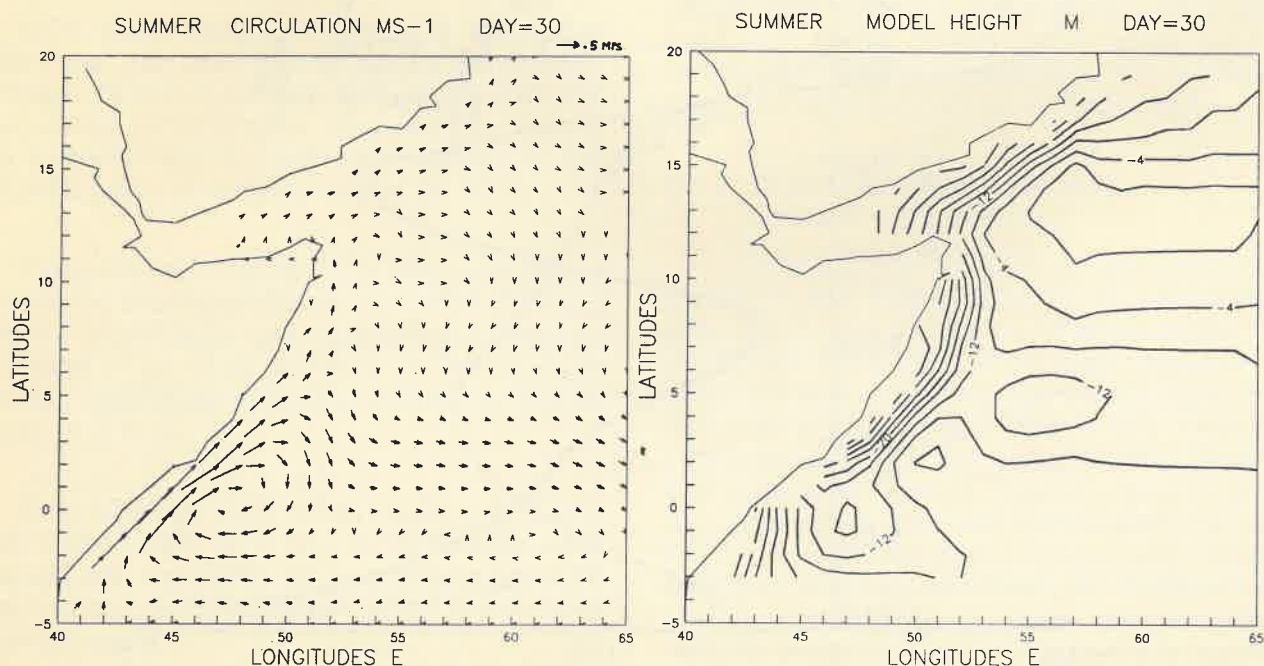 SUMMER CIRCULATION MS-1 DAY=30
→ .5 M/S
20
15
10
5
0
-5
LATITUDES
40 45 50 55 60 65
LONGITUDES E
SUMMER MODEL HEIGHT M DAY=30
20
15
10
5
0
-5
LATITUDES
-4
-12
-4
-4
-12
-12
-20
-12
40 45 50 55 60 65
LONGITUDES E